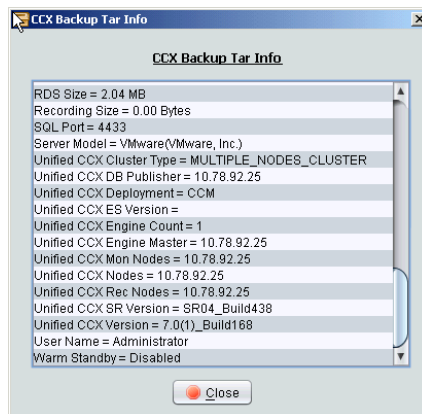 CCX Backup Tar Info
CCX Backup Tar Info
RDS Size = 2.04 MB
Recording Size = 0.00 Bytes
SQL Port = 4433
Server Model = VMware(VMware, Inc.)
Unified CCX Cluster Type = MULTIPLE_NODES_CLUSTER
Unified CCX DB Publisher = 10.78.92.25
Unified CCX Deployment = CCM
Unified CCX ES Version =
Unified CCX Engine Count = 1
Unified CCX Engine Master = 10.78.92.25
Unified CCX Mon Nodes = 10.78.92.25
Unified CCX Nodes = 10.78.92.25
Unified CCX Rec Nodes = 10.78.92.25
Unified CCX SR Version = SR04_Build438
Unified CCX Version = 7.0(1)_Build168
User Name = Administrator
Warm Standby = Disabled
Close